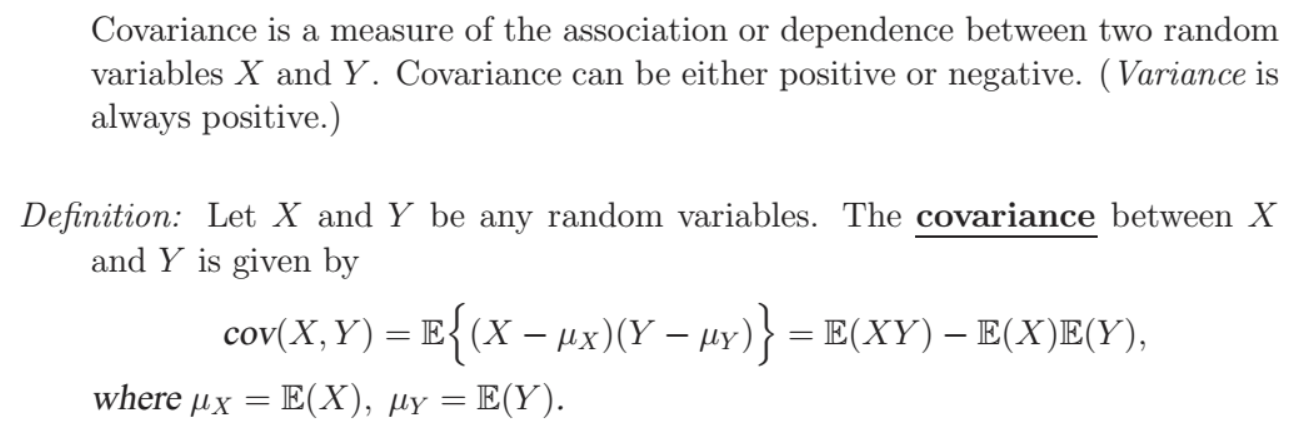 Covariance is a measure of the association or dependence between two random
variables X and Y. Covariance can be either positive or negative. (Variance is
always positive.)
Definition: Let X and Y be any random variables. The covariance between X
and Y is given by
cov(X, Y) = 𝔼{(X − μ_X)(Y − μ_Y)} = 𝔼(XY) − 𝔼(X)𝔼(Y),
where μ_X = 𝔼(X), μ_Y = 𝔼(Y).